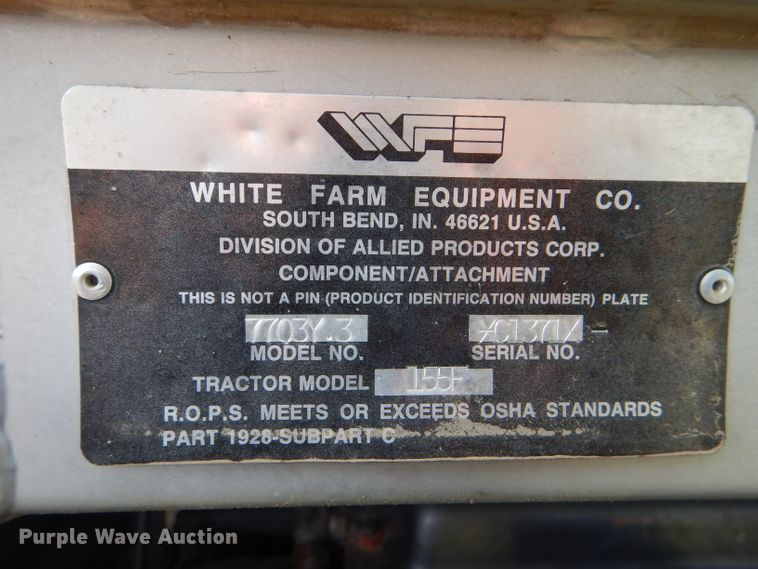 WFE
WHITE FARM EQUIPMENT CO.
SOUTH BEND, IN. 46621 U.S.A.
DIVISION OF ALLIED PRODUCTS CORP.
COMPONENT/ATTACHMENT
THIS IS NOT A PIN (PRODUCT IDENTIFICATION NUMBER) PLATE
MODEL NO. SERIAL NO.
TRACTOR MODEL 155F
R.O.P.S. MEETS OR EXCEEDS OSHA STANDARDS
PART 1928-SUBPART C
Purple Wave Auction